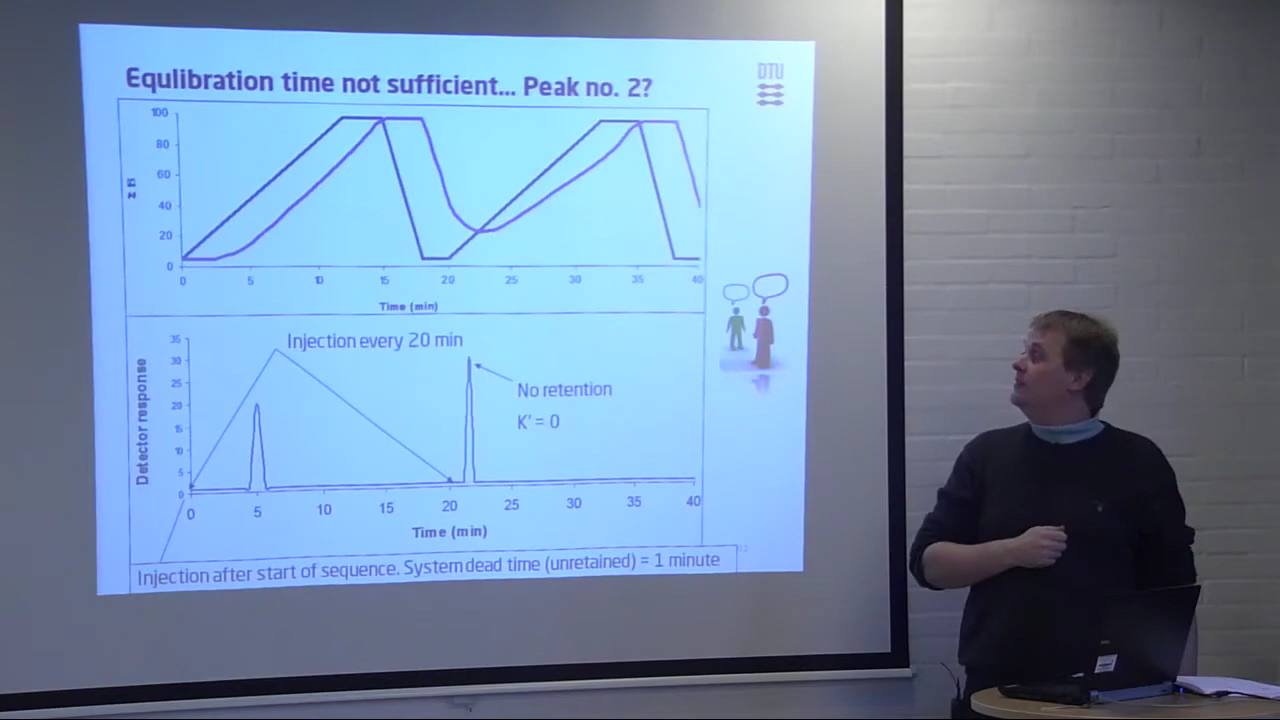 Equlibration time not sufficient... Peak no. 2?
DTU
100
80
60
40
20
0
0 5 10 15 20 25 30 35 40
Time (min)
Injection every 20 min
35
30
25
20
15
10
5
0
Detector response
No retention
K' = 0
0 5 10 15 20 25 30 35 40
Time (min)
Injection after start of sequence. System dead time (unretained) = 1 minute